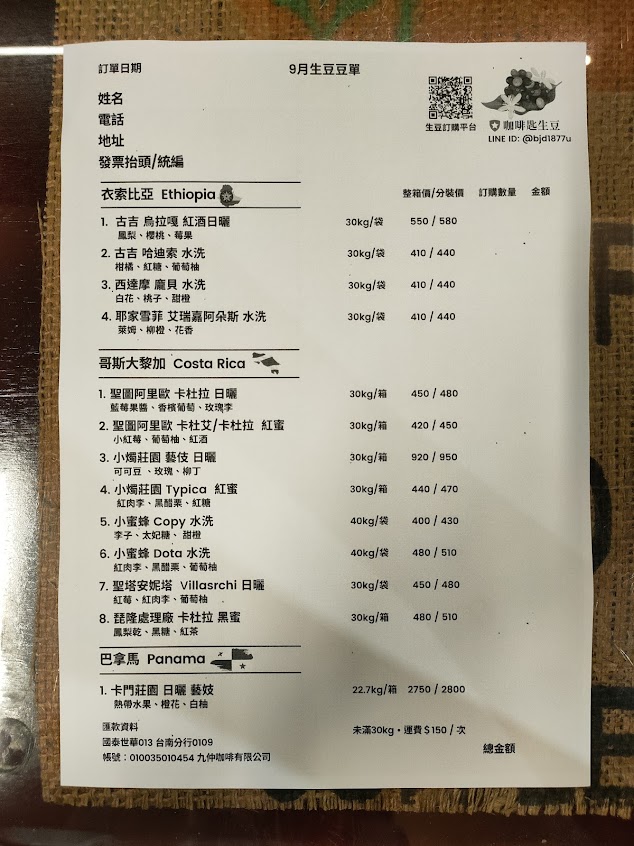 訂單日期
9月生豆豆單
姓名
電話
地址
發票抬頭/統編
生豆訂購平台
咖啡匙生豆
LINE ID: @bjd1877u
衣索比亞 Ethiopia 整箱價/分裝價 訂購數量 金額
1. 古吉 烏拉嘎 紅酒日曬 30kg/袋 550 / 580
鳳梨、櫻桃、莓果
2. 古吉 哈迪索 水洗 30kg/袋 410 / 440
柑橘、紅糖、葡萄柚
3. 西達摩 龐貝 水洗 30kg/袋 410 / 440
白花、桃子、甜橙
4. 耶家雪菲 艾瑞嘉阿朵斯 水洗 30kg/袋 410 / 440
萊姆、柳橙、花香
哥斯大黎加 Costa Rica
1. 聖圖阿里歐 卡杜拉 日曬 30kg/箱 450 / 480
藍莓果醬、香檳葡萄、玫瑰李
2. 聖圖阿里歐 卡杜艾/卡杜拉 紅蜜 30kg/箱 420 / 450
小紅莓、葡萄柚、紅酒
3. 小燭莊園 藝伎 日曬 30kg/箱 920 / 950
可可豆 、玫瑰、柳丁
4. 小燭莊園 Typica 紅蜜 30kg/箱 440 / 470
紅肉李、黑醋栗、紅糖
5. 小蜜蜂 Copy 水洗 40kg/袋 400 / 430
李子、太妃糖、 甜橙
6. 小蜜蜂 Dota 水洗 40kg/袋 480 / 510
紅肉李、黑醋栗、葡萄柚
7. 聖塔安妮塔 Villasrchi 日曬 30kg/袋 450 / 480
紅莓、紅肉李、葡萄柚
8. 琵隆處理廠 卡杜拉 黑蜜 30kg/箱 480 / 510
鳳梨乾、黑糖、紅茶
巴拿馬 Panama
1. 卡門莊園 日曬 藝妓 22.7kg/箱 2750 / 2800
熱帶水果、橙花、白柚
匯款資料
未滿30kg，運費＄150 / 次
國泰世華013 台南分行0109
總金額
帳號：010035010454 九仲咖啡有限公司